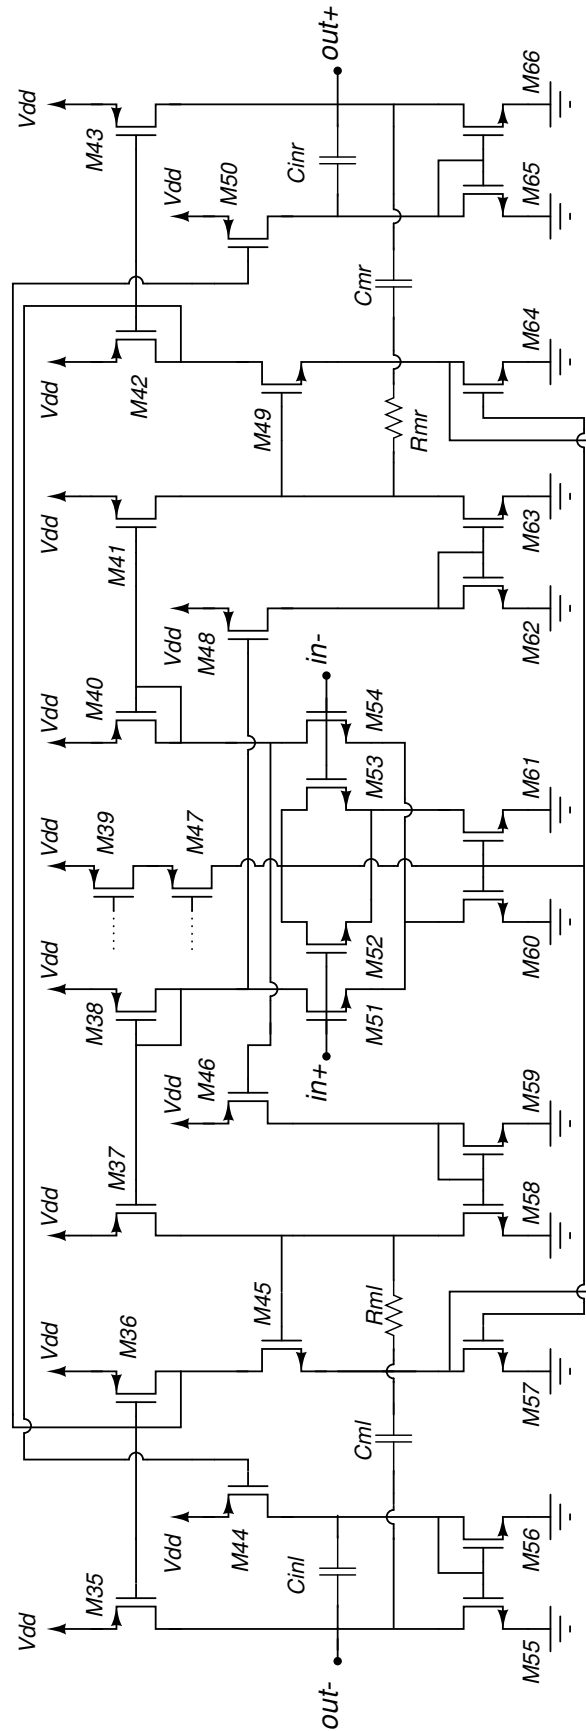 Vdd
Vdd
Vdd
Vdd
Vdd
Vdd
Vdd
Vdd
Vdd
M35
M36
M37
M38
M39
M40
M41
M42
M43
Vdd
Vdd
Vdd
Vdd
M44
M45
M46
M47
M48
M49
M50
out-
Cinl
Cml
Rml
in+
M51
M52
M53
M54
in-
Rmr
Cmr
Cinr
out+
M55
M56
M57
M58
M59
M60
M61
M62
M63
M64
M65
M66